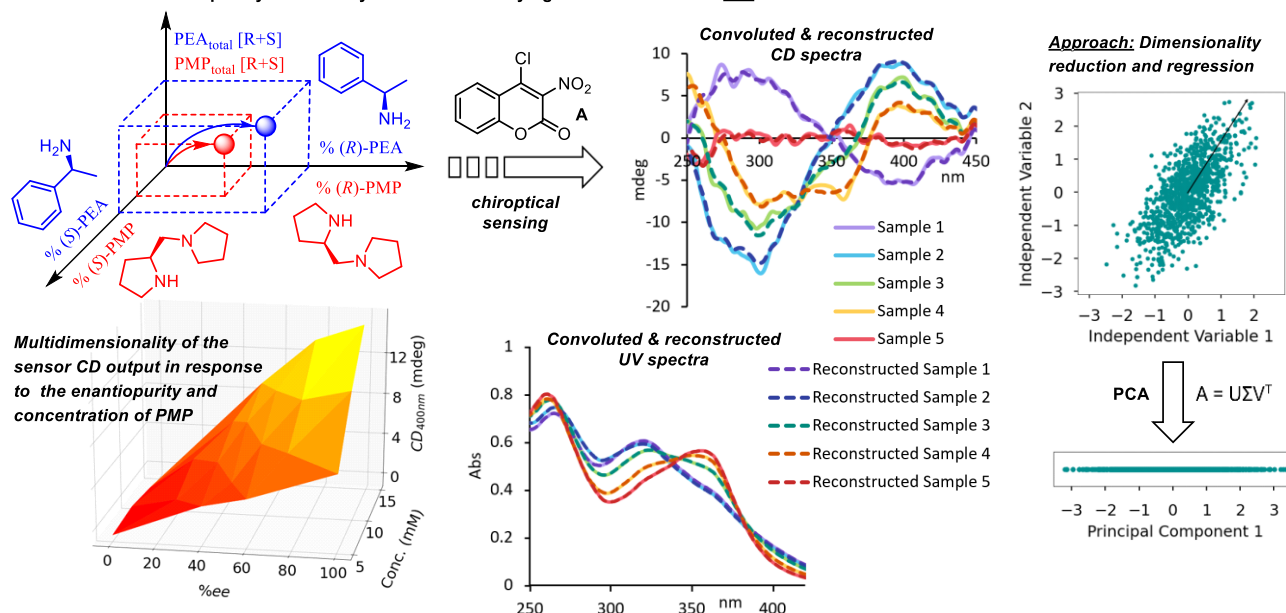 PEAtotal [R+S]
PMPtotal [R+S]
NH2
H2N
% (R)-PEA
% (R)-PMP
% (S)-PEA
% (S)-PMP
NH
N
N
NH
Cl
NO2
A
O
O
chiroptical
sensing
Convoluted & reconstructed
CD spectra
10
5
0
-5
-10
-15
-20
mdeg
250
300
350
400
450
nm
Sample 1
Sample 2
Sample 3
Sample 4
Sample 5
Approach: Dimensionality
reduction and regression
Independent Variable 2
3
2
1
0
−1
−2
−3
−3 −2 −1 0 1 2
Independent Variable 1
PCA
A = UΣVT
−3 −2 −1 0 1 2 3
Principal Component 1
Multidimensionality of the
sensor CD output in response
to the enantiopurity and
concentration of PMP
CD400nm (mdeg)
12
8
4
0
15
10
5
Conc. (mM)
0 20 40 60 80 100
%ee
Convoluted & reconstructed
UV spectra
Abs
1
0.8
0.6
0.4
0.2
0
250 300 350 nm 400
Reconstructed Sample 1
Reconstructed Sample 2
Reconstructed Sample 3
Reconstructed Sample 4
Reconstructed Sample 5